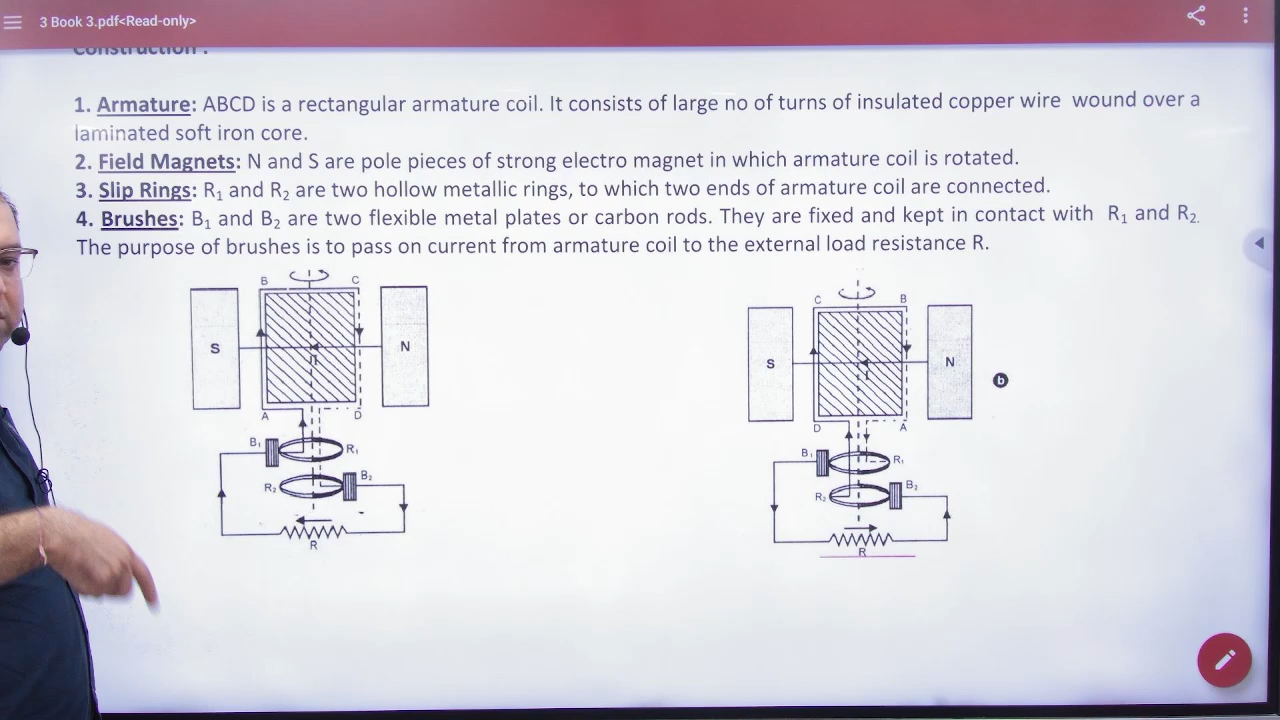 3 Book 3.pdf<Read-only>
Construction :
1. Armature: ABCD is a rectangular armature coil. It consists of large no of turns of insulated copper wire wound over a
laminated soft iron core.
2. Field Magnets: N and S are pole pieces of strong electro magnet in which armature coil is rotated.
3. Slip Rings: R₁ and R₂ are two hollow metallic rings, to which two ends of armature coil are connected.
4. Brushes: B₁ and B₂ are two flexible metal plates or carbon rods. They are fixed and kept in contact with R₁ and R₂.
The purpose of brushes is to pass on current from armature coil to the external load resistance R.
B C
S N
A D
B₁ R₁
R₂ B₂
R
C B
S N
b
D A
B₁ R₁
R₂ B₂
R